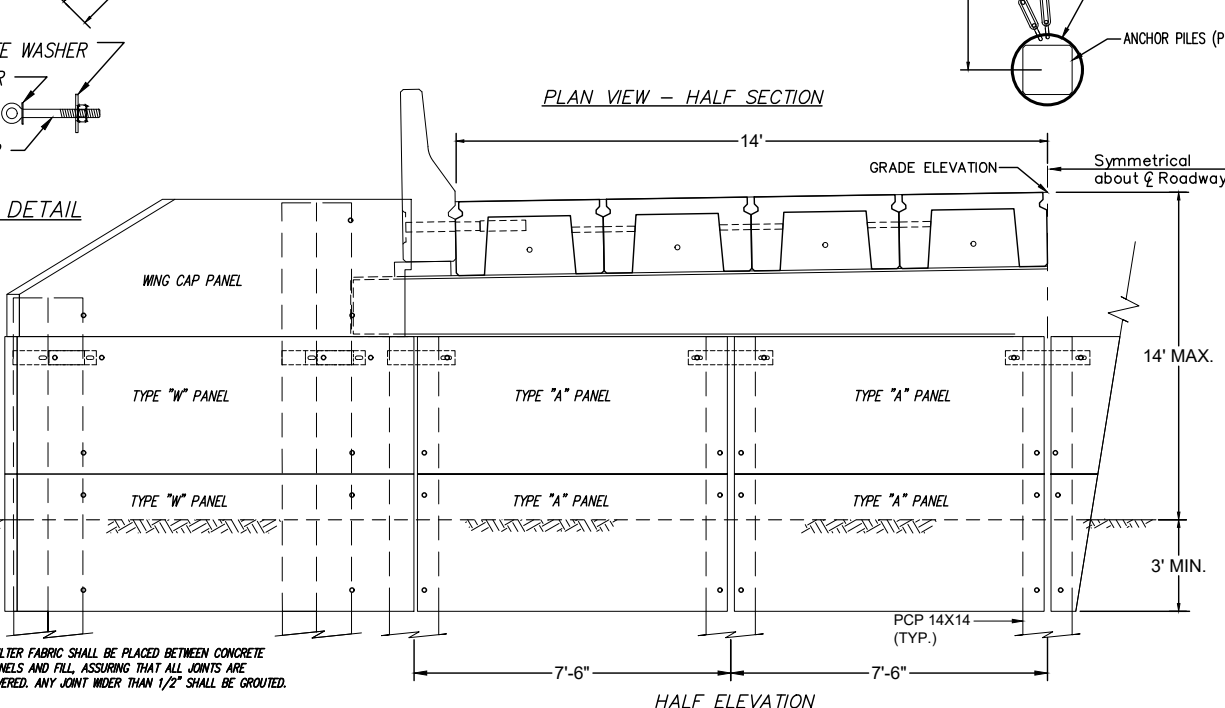 WASHER
ANCHOR PILES
PLAN VIEW – HALF SECTION
14'
GRADE ELEVATION
Symmetrical
about ℄ Roadway
DETAIL
WING CAP PANEL
14' MAX.
TYPE "W" PANEL
TYPE "A" PANEL
TYPE "A" PANEL
TYPE "W" PANEL
TYPE "A" PANEL
TYPE "A" PANEL
3' MIN.
PCP 14X14
(TYP.)
FABRIC SHALL BE PLACED BETWEEN CONCRETE
AND FILL, ASSURING THAT ALL JOINTS ARE
ANY JOINT WIDER THAN 1/2" SHALL BE GROUTED.
7'-6"
7'-6"
HALF ELEVATION